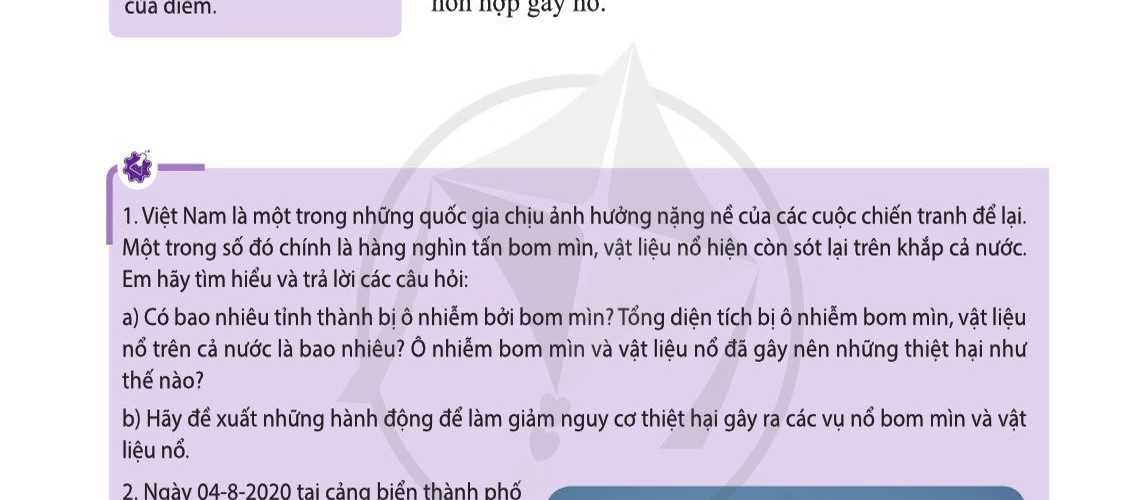 của diêm.
hỗn hợp gây nổ.
1. Việt Nam là một trong những quốc gia chịu ảnh hưởng nặng nề của các cuộc chiến tranh để lại.
Một trong số đó chính là hàng nghìn tấn bom mìn, vật liệu nổ hiện còn sót lại trên khắp cả nước.
Em hãy tìm hiểu và trả lời các câu hỏi:
a) Có bao nhiêu tỉnh thành bị ô nhiễm bởi bom mìn? Tổng diện tích bị ô nhiễm bom mìn, vật liệu
nổ trên cả nước là bao nhiêu? Ô nhiễm bom mìn và vật liệu nổ đã gây nên những thiệt hại như
thế nào?
b) Hãy đề xuất những hành động để làm giảm nguy cơ thiệt hại gây ra các vụ nổ bom mìn và vật
liệu nổ.
2. Ngày 04-8-2020 tại cảng biển thành phố